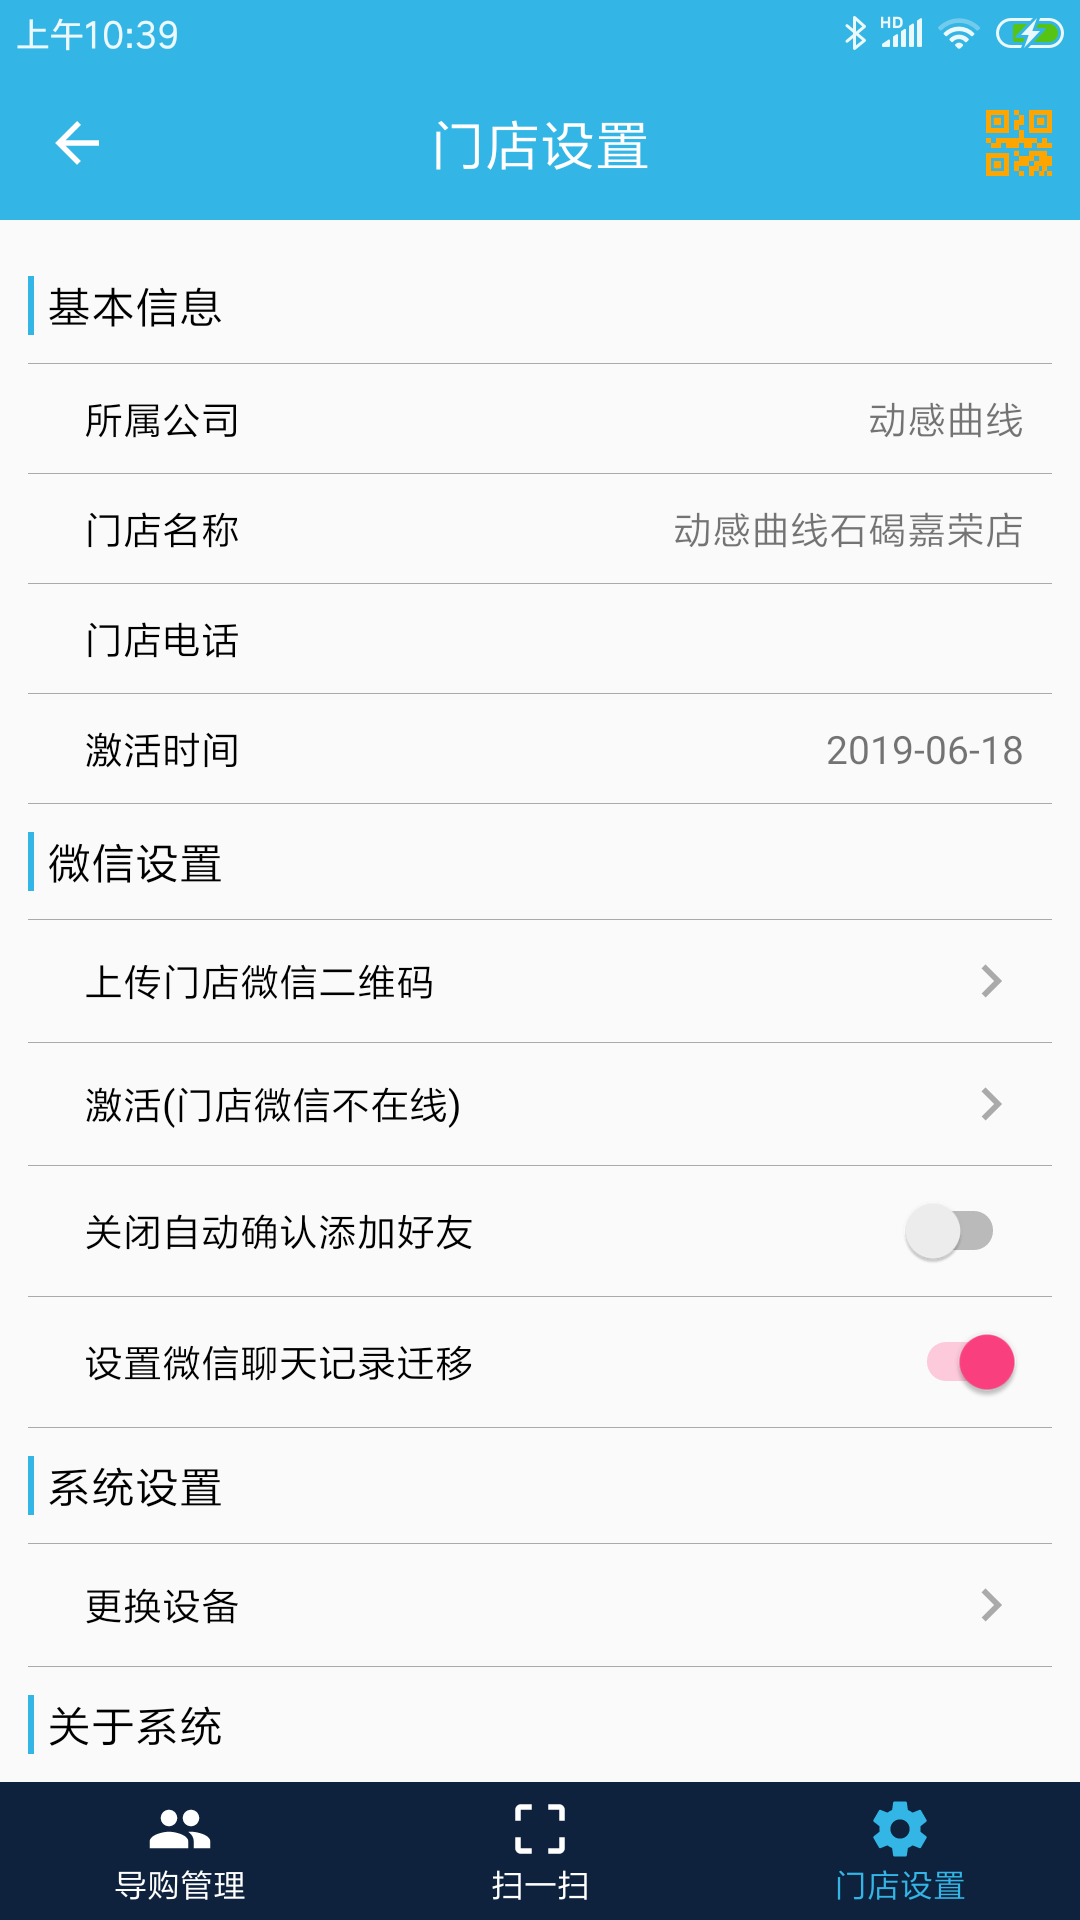 上午10:39
HD
门店设置
基本信息
所属公司 动感曲线
门店名称 动感曲线石碣嘉荣店
门店电话
激活时间 2019-06-18
微信设置
上传门店微信二维码
激活(门店微信不在线)
关闭自动确认添加好友
设置微信聊天记录迁移
系统设置
更换设备
关于系统
导购管理 扫一扫 门店设置